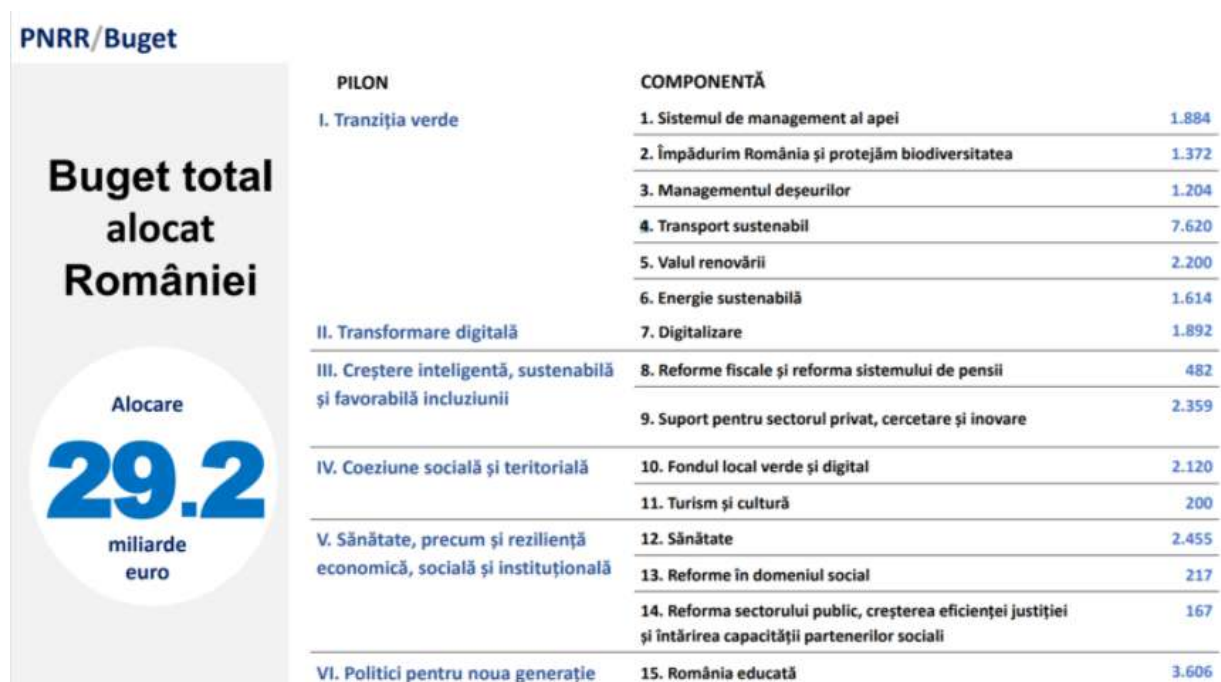 PNRR/Buget
Buget total
alocat
României
Alocare
29.2
miliarde
euro
PILON COMPONENTĂ
I. Tranziția verde 1. Sistemul de management al apei 1.884
2. Împădurim România și protejăm biodiversitatea 1.372
3. Managementul deșeurilor 1.204
4. Transport sustenabil 7.620
5. Valul renovării 2.200
6. Energie sustenabilă 1.614
II. Transformare digitală 7. Digitalizare 1.892
III. Creștere inteligentă, sustenabilă 8. Reforme fiscale și reforma sistemului de pensii 482
și favorabilă incluziunii
9. Suport pentru sectorul privat, cercetare și inovare 2.359
IV. Coeziune socială și teritorială 10. Fondul local verde și digital 2.120
11. Turism și cultură 200
V. Sănătate, precum și reziliență 12. Sănătate 2.455
economică, socială și instituțională 13. Reforme în domeniul social 217
14. Reforma sectorului public, creșterea eficienței justiției 167
și întărirea capacității partenerilor sociali
VI. Politici pentru noua generație 15. România educată 3.606